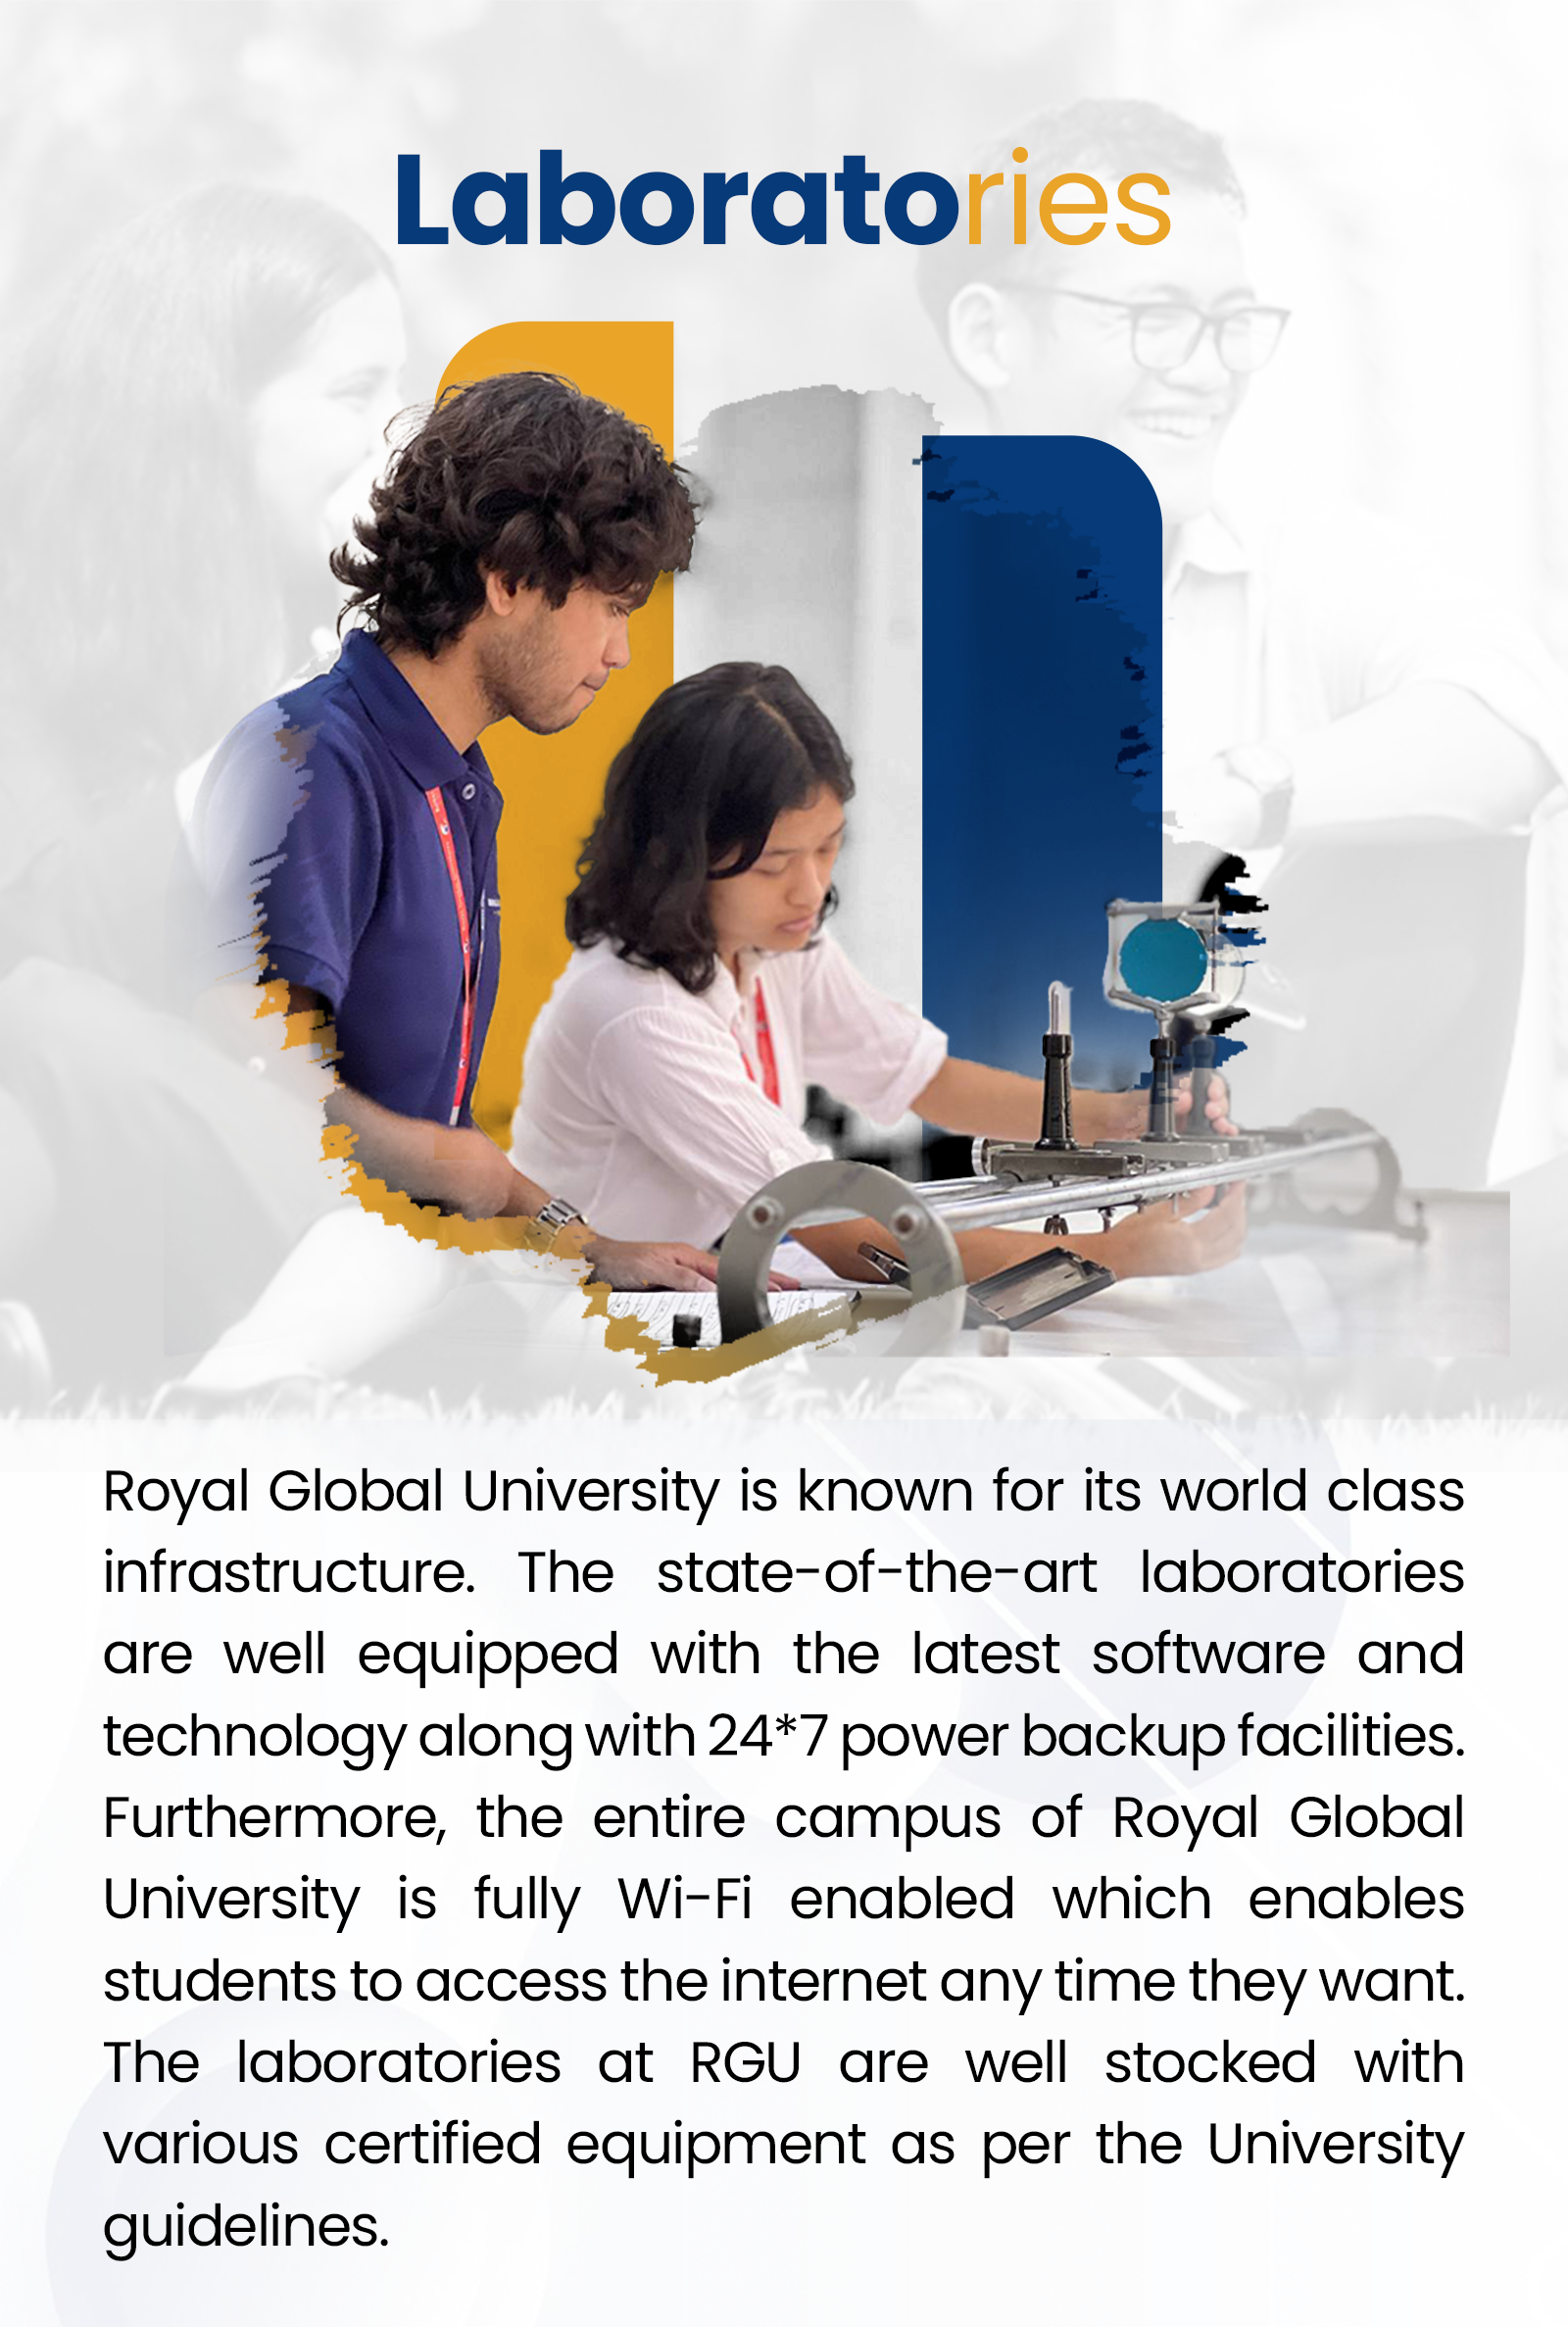 Laboratories
Royal Global University is known for its world class
infrastructure. The state-of-the-art laboratories
are well equipped with the latest software and
technology along with 24*7 power backup facilities.
Furthermore, the entire campus of Royal Global
University is fully Wi-Fi enabled which enables
students to access the internet any time they want.
The laboratories at RGU are well stocked with
various certified equipment as per the University
guidelines.